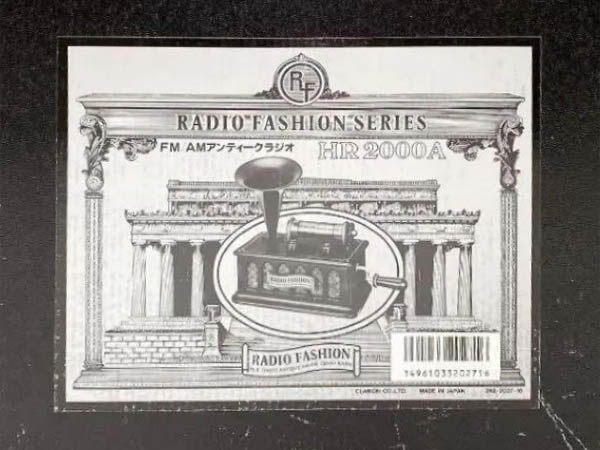 RF
RADIO FASHION SERIES
FM AMアンティークラジオ
HR 2000A
RADIO FASHION
RADIO FASHION
CLARION CO.,LTD. MADE IN JAPAN